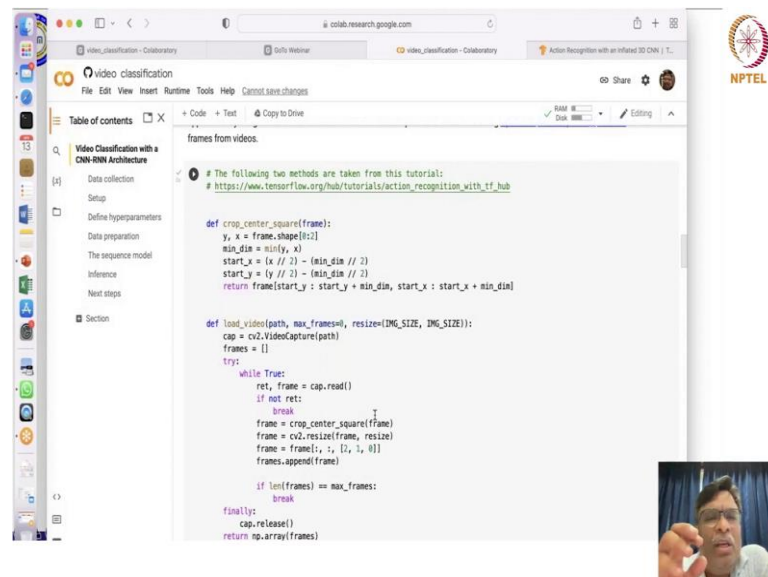 colab.research.google.com
video_classification - Colaboratory
GoTo Webinar
video_classification - Colaboratory
Action Recognition with an Inflated 3D CNN | T...
NPTEL
video classification
Share
File Edit View Insert Runtime Tools Help Cannot save changes
Table of contents
+ Code + Text Copy to Drive
RAM
Disk
Editing
frames from videos.
Video Classification with a
CNN-RNN Architecture
Data collection
Setup
Define hyperparameters
Data preparation
The sequence model
Inference
Next steps
Section
13
{x}
<>
# The following two methods are taken from this tutorial:
# https://www.tensorflow.org/hub/tutorials/action_recognition_with_tf_hub
def crop_center_square(frame):
y, x = frame.shape[0:2]
min_dim = min(y, x)
start_x = (x // 2) - (min_dim // 2)
start_y = (y // 2) - (min_dim // 2)
return frame[start_y : start_y + min_dim, start_x : start_x + min_dim]
def load_video(path, max_frames=0, resize=(IMG_SIZE, IMG_SIZE)):
cap = cv2.VideoCapture(path)
frames = []
try:
while True:
ret, frame = cap.read()
if not ret:
break
frame = crop_center_square(frame)
frame = cv2.resize(frame, resize)
frame = frame[:, :, [2, 1, 0]]
frames.append(frame)
if len(frames) == max_frames:
break
finally:
cap.release()
return np.array(frames)